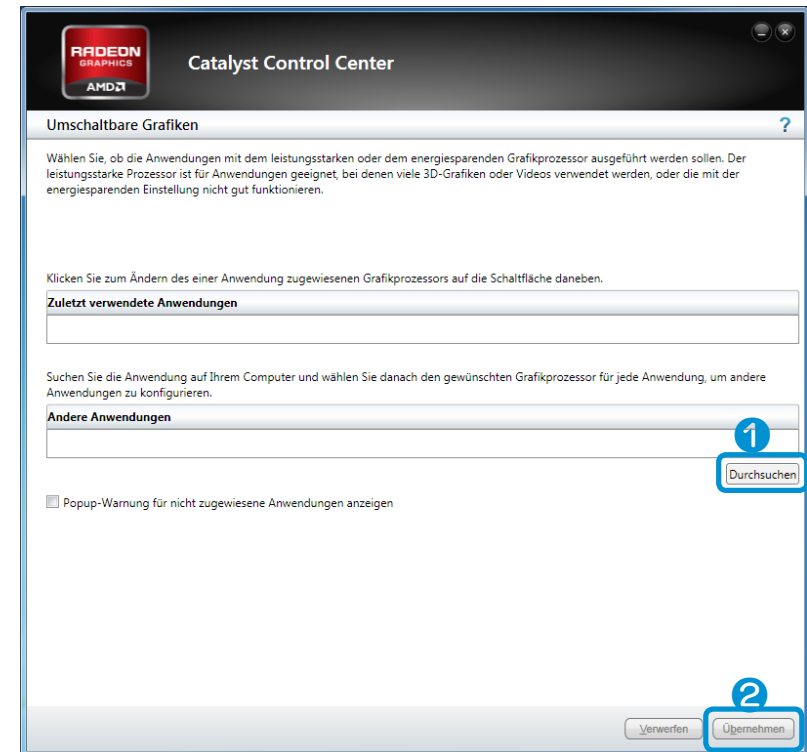 RADEON
GRAPHICS
AMD
Catalyst Control Center
Umschaltbare Grafiken
?
Wählen Sie, ob die Anwendungen mit dem leistungsstarken oder dem energiesparenden Grafikprozessor ausgeführt werden sollen. Der
leistungsstarke Prozessor ist für Anwendungen geeignet, bei denen viele 3D-Grafiken oder Videos verwendet werden, oder die mit der
energiesparenden Einstellung nicht gut funktionieren.
Klicken Sie zum Ändern des einer Anwendung zugewiesenen Grafikprozessors auf die Schaltfläche daneben.
Zuletzt verwendete Anwendungen
Suchen Sie die Anwendung auf Ihrem Computer und wählen Sie danach den gewünschten Grafikprozessor für jede Anwendung, um andere
Anwendungen zu konfigurieren.
Andere Anwendungen
1
Durchsuchen
Popup-Warnung für nicht zugewiesene Anwendungen anzeigen
2
Verwerfen
Übernehmen